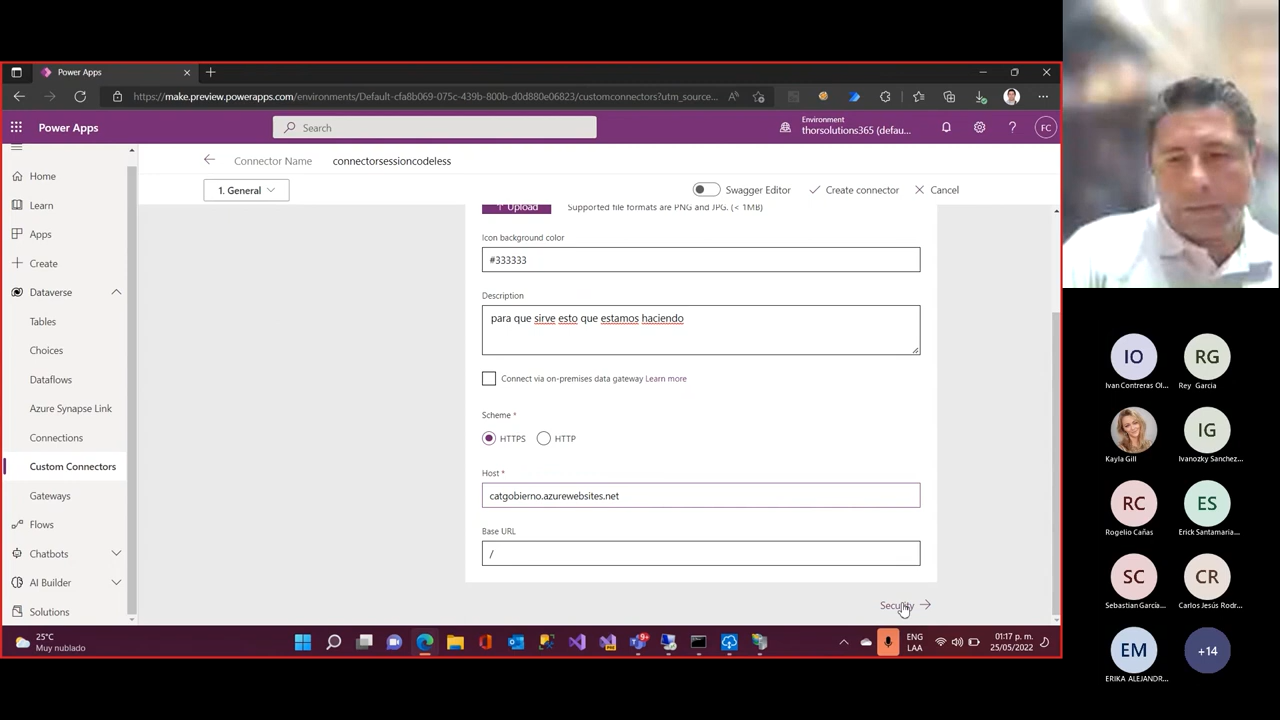 Power Apps
https://make.preview.powerapps.com/environments/Default-cfa8b069-075c-439b-800b-d0d880e06823/customconnectors?utm_source...
Power Apps
Search
Environment
thorsolutions365 (defau...
FC
Connector Name
connectorsessioncodeless
1. General
Swagger Editor
Create connector
Cancel
Home
Learn
Apps
Create
Dataverse
Tables
Choices
Dataflows
Azure Synapse Link
Connections
Custom Connectors
Gateways
Flows
Chatbots
AI Builder
Solutions
Upload
Supported file formats are PNG and JPG. (< 1MB)
Icon background color
#333333
Description
para que sirve esto que estamos haciendo
Connect via on-premises data gateway Learn more
Scheme *
HTTPS
HTTP
Host *
catgobierno.azurewebsites.net
Base URL
/
Security
25°C
Muy nublado
9+
ENG
LAA
01:17 p. m.
25/05/2022
IO
Ivan Contreras Ol...
RG
Rey Garcia
Kayla Gill
IG
Ivanozky Sanchez...
RC
Rogelio Cañas
ES
Erick Santamaria...
SC
Sebastian García...
CR
Carlos Jesús Rodr...
EM
ERIKA ALEJANDR...
+14